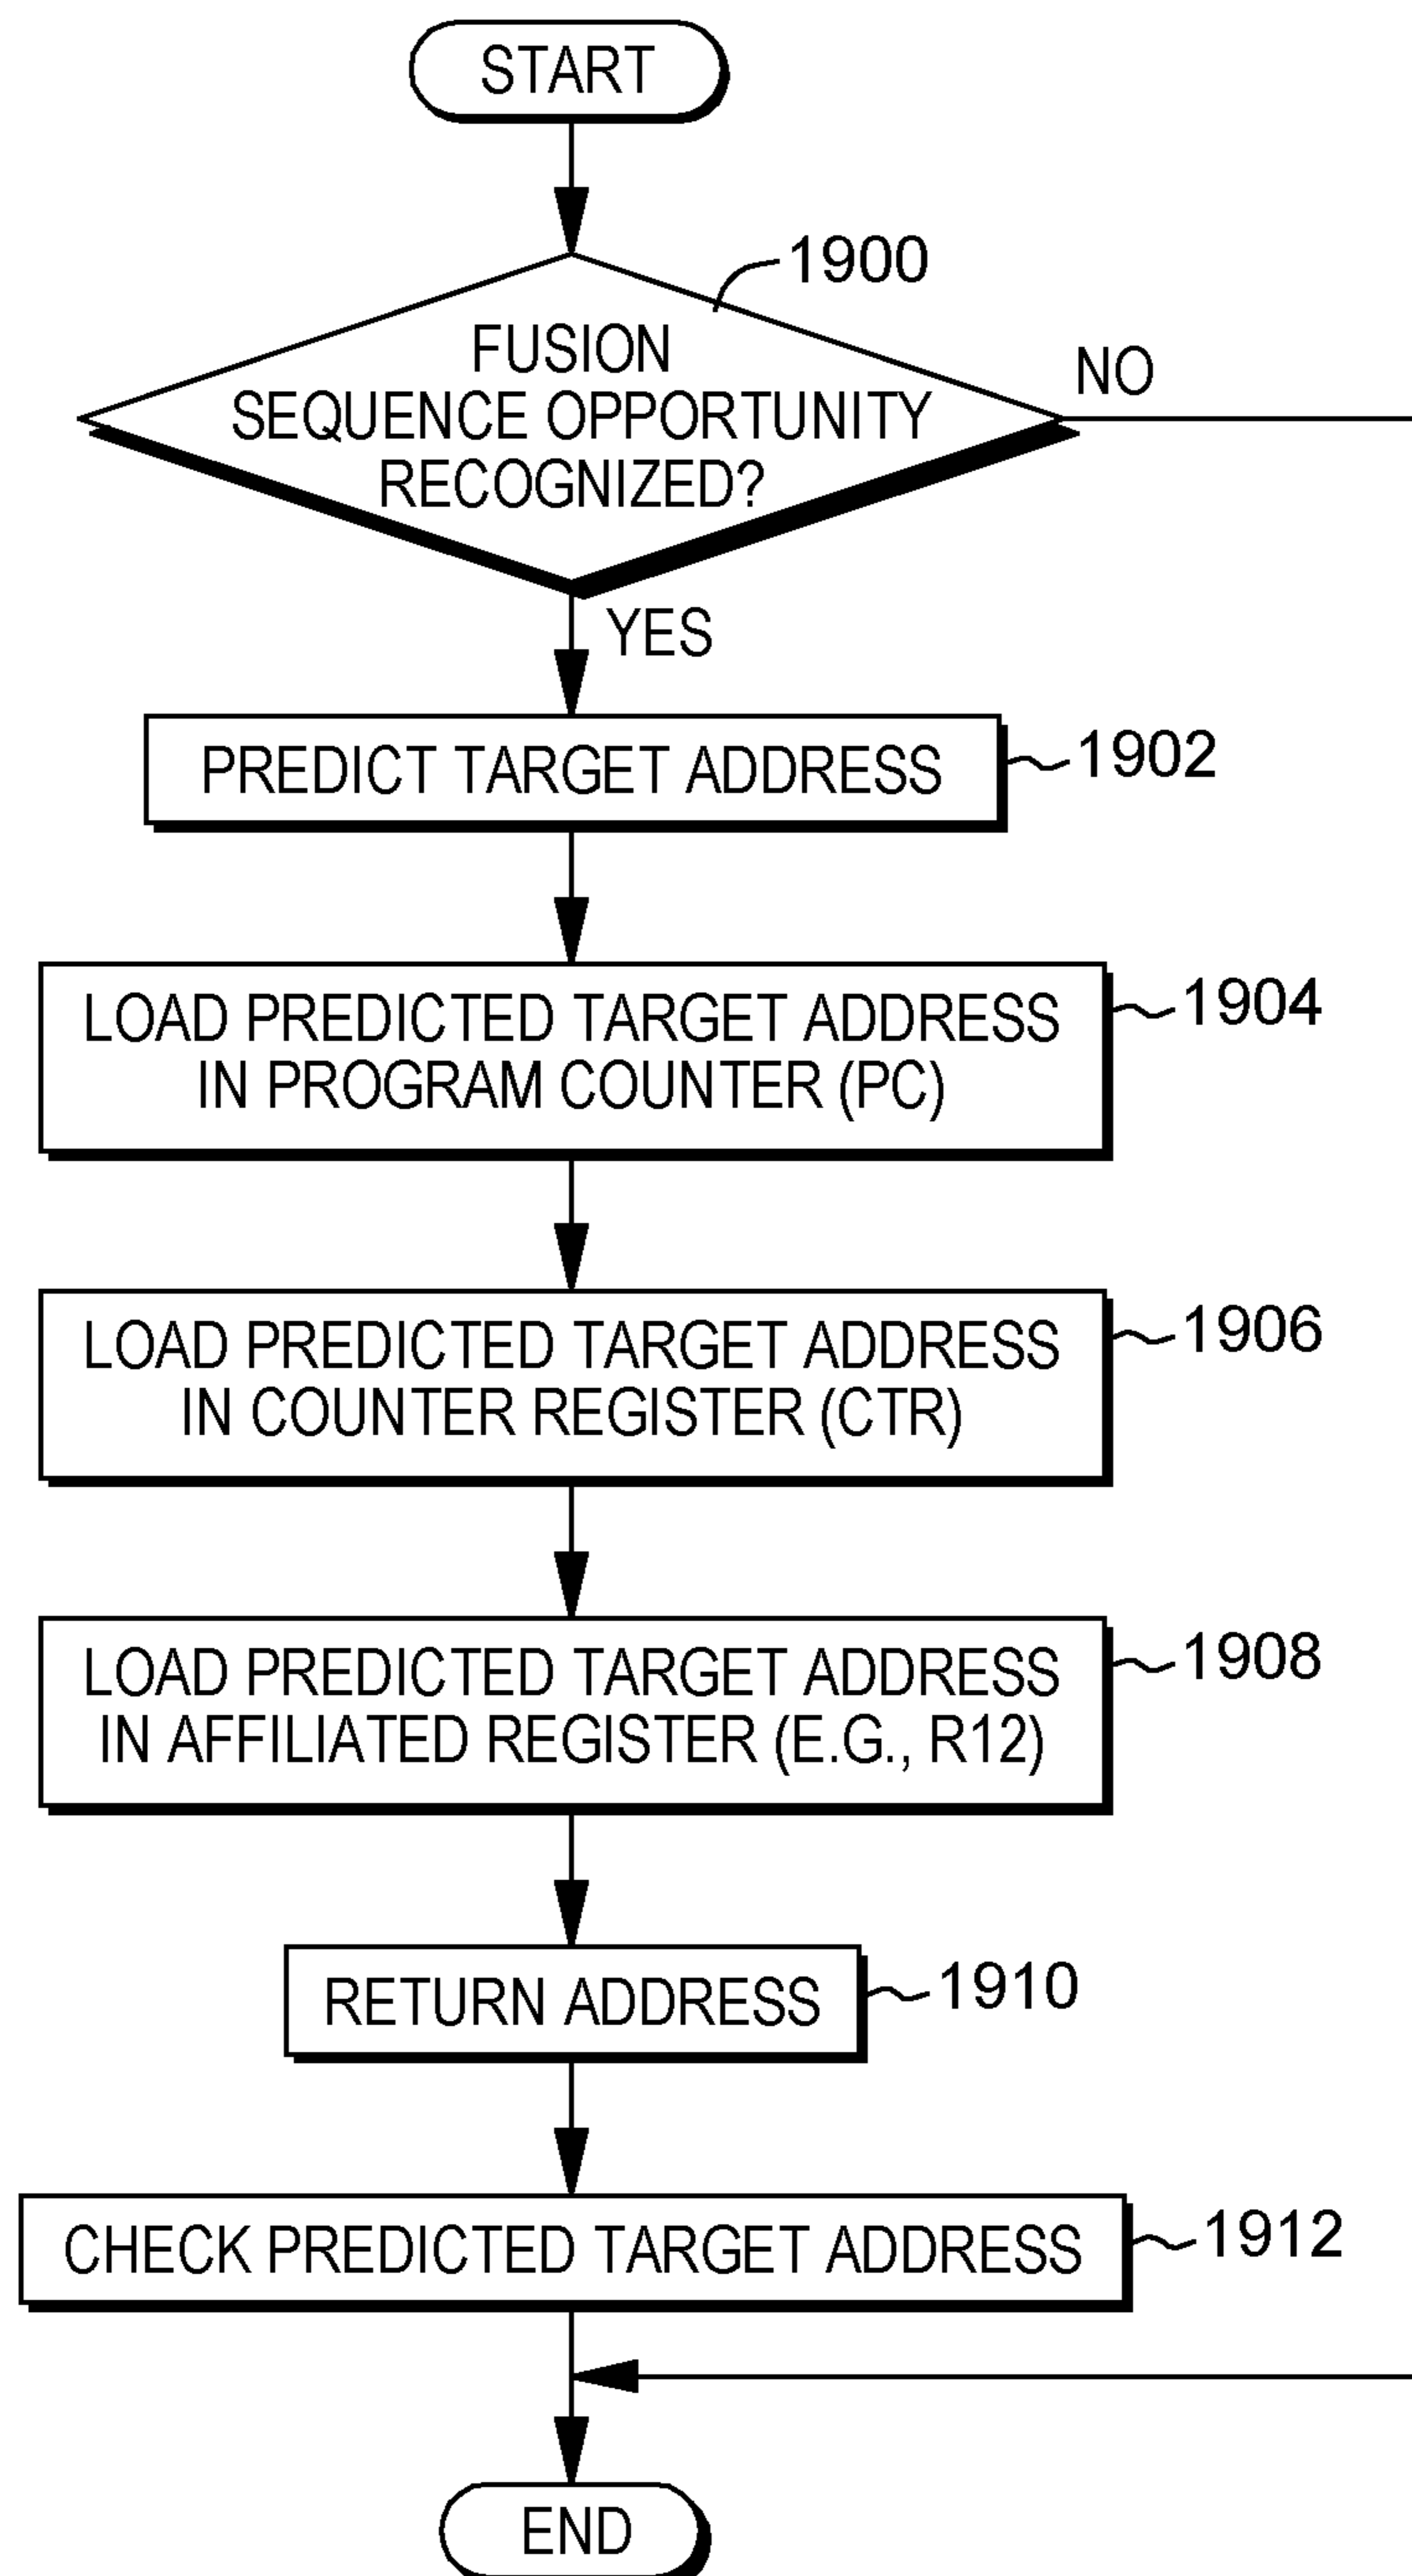 START
1900
FUSION
SEQUENCE OPPORTUNITY
RECOGNIZED?
NO
YES
PREDICT TARGET ADDRESS
1902
LOAD PREDICTED TARGET ADDRESS
IN PROGRAM COUNTER (PC)
1904
LOAD PREDICTED TARGET ADDRESS
IN COUNTER REGISTER (CTR)
1906
LOAD PREDICTED TARGET ADDRESS
IN AFFILIATED REGISTER (E.G., R12)
1908
RETURN ADDRESS
1910
CHECK PREDICTED TARGET ADDRESS
1912
END